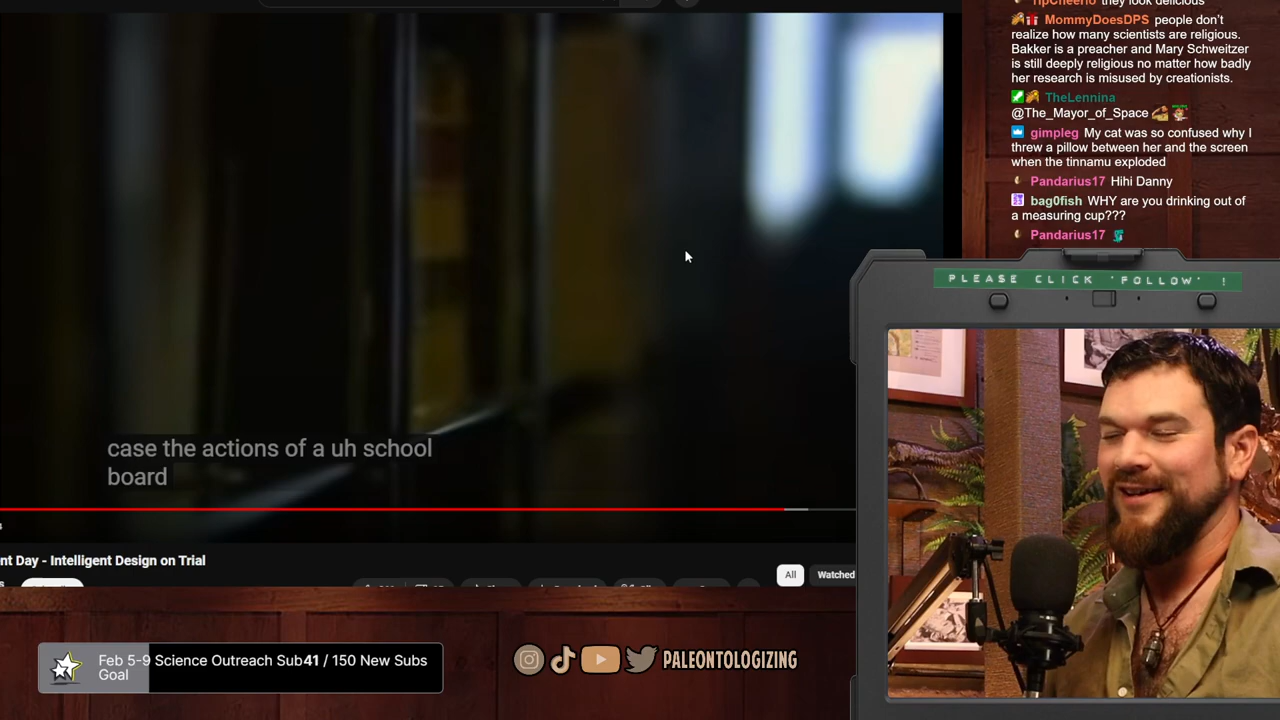 case the actions of a uh school
board
nt Day - Intelligent Design on Trial
All
Watched
they look delicious
MommyDoesDPS people don't
realize how many scientists are religious.
Bakker is a preacher and Mary Schweitzer
is still deeply religious no matter how badly
her research is misused by creationists.
TheLennina
@The_Mayor_of_Space
gimpleg My cat was so confused why I
threw a pillow between her and the screen
when the tinnamu exploded
Pandarius17 Hihi Danny
bag0fish WHY are you drinking out of
a measuring cup???
Pandarius17
PLEASE CLICK 'FOLLOW' !
Feb 5-9 Science Outreach Sub41 / 150 New Subs
Goal
PALEONTOLOGIZING